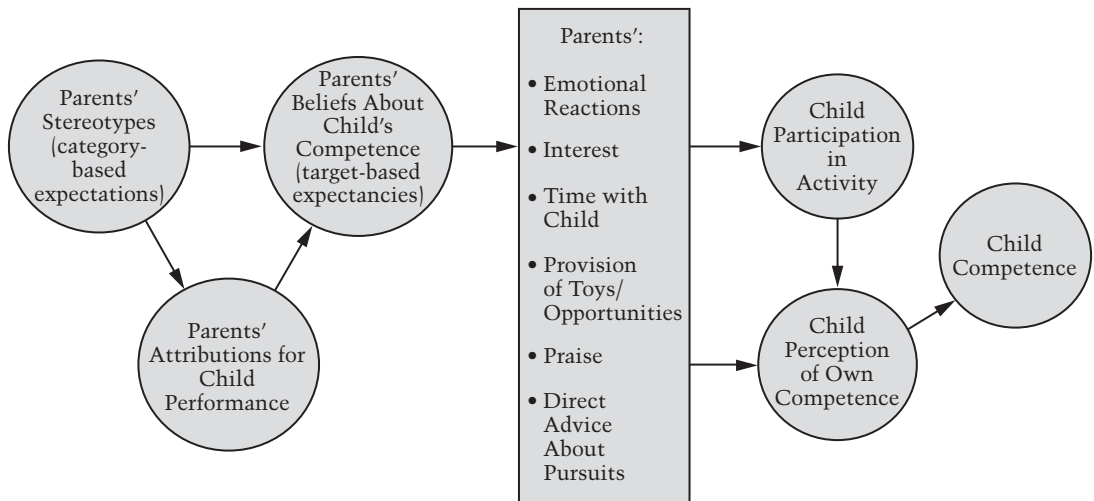 Parents'
Stereotypes
(category-
based
expectations)
Parents'
Beliefs About
Child's
Competence
(target-based
expectancies)
Parents'
Attributions for
Child
Performance
Parents':
• Emotional
Reactions
• Interest
• Time with
Child
• Provision
of Toys/
Opportunities
• Praise
• Direct
Advice
About
Pursuits
Child
Participation
in
Activity
Child
Perception
of Own
Competence
Child
Competence